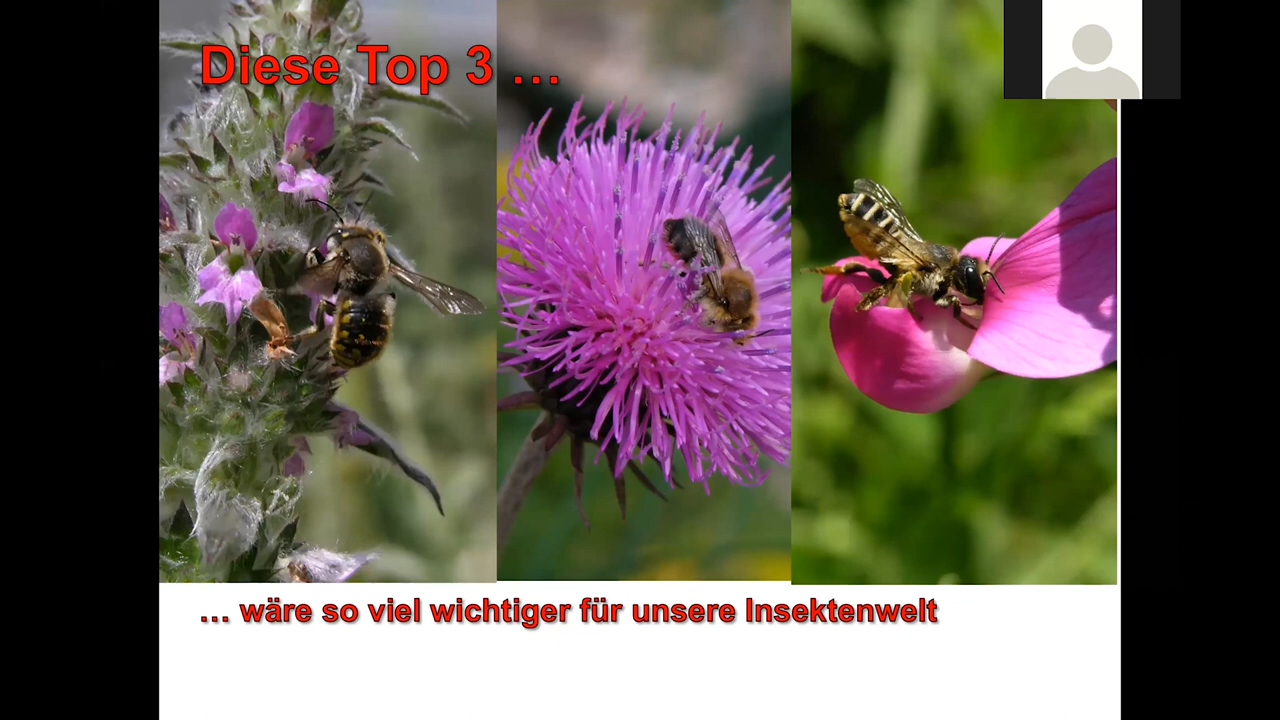 Diese Top 3 ...
... wäre so viel wichtiger für unsere Insektenwelt